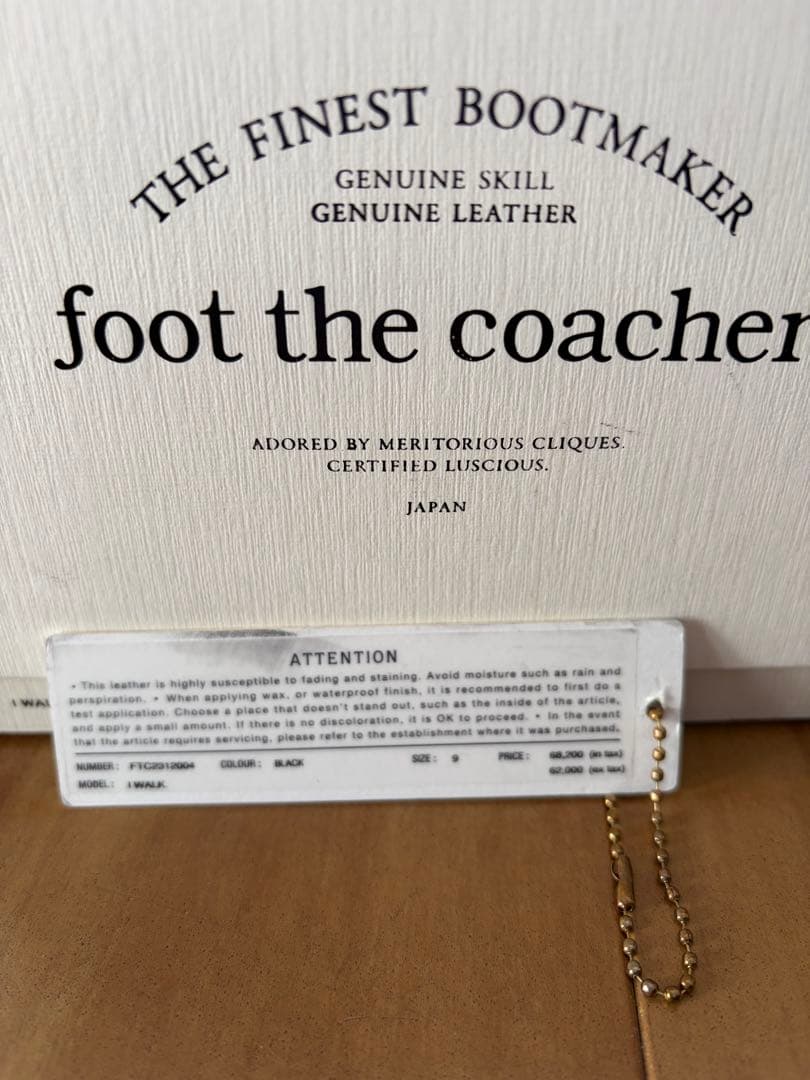 THE FINEST BOOTMAKER
GENUINE SKILL
GENUINE LEATHER
foot the coacher
ADORED BY MERITORIOUS CLIQUES.
CERTIFIED LUSCIOUS.
JAPAN
I WAL
ATTENTION
• This leather is highly susceptible to fading and staining. Avoid moisture such as rain and
perspiration. • When applying wax, or waterproof finish, it is recommended to first do a
test application. Choose a place that doesn't stand out, such as the inside of the article,
and apply a small amount. If there is no discoloration, it is OK to proceed. • In the event
that the article requires servicing, please refer to the establishment where it was purchased.
NUMBER: FTC2312004 COLOUR: BLACK SIZE: 9 PRICE: 68,200 (in tax)
62,000 (ex tax)
MODEL: I WALK